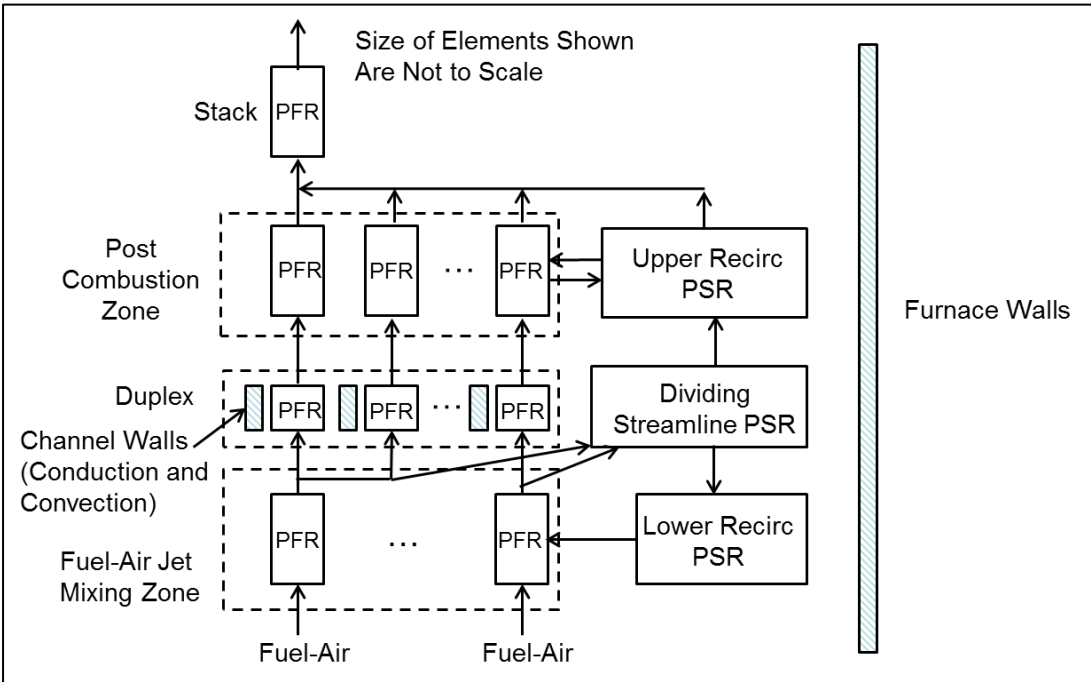 Size of Elements Shown
Are Not to Scale
Stack
PFR
Post
Combustion
Zone
PFR
PFR
...
PFR
Upper Recirc
PSR
Furnace Walls
Duplex
PFR
PFR
...
PFR
Dividing
Streamline PSR
Channel Walls
(Conduction and
Convection)
PFR
...
PFR
Lower Recirc
PSR
Fuel-Air Jet
Mixing Zone
Fuel-Air
Fuel-Air